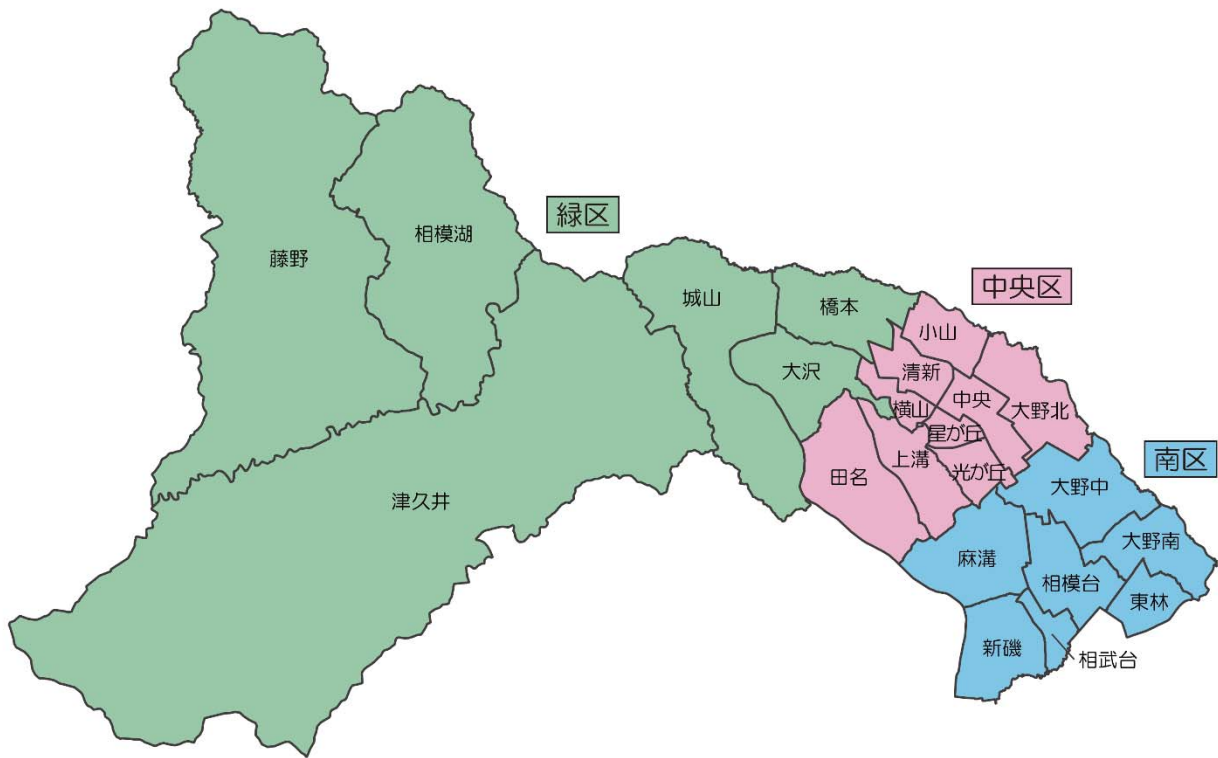 緑区
藤野
相模湖
津久井
城山
橋本
大沢
中央区
小山
清新
中央
大野北
横山
星が丘
上溝
光が丘
田名
南区
大野中
大野南
麻溝
相模台
東林
新磯
相武台